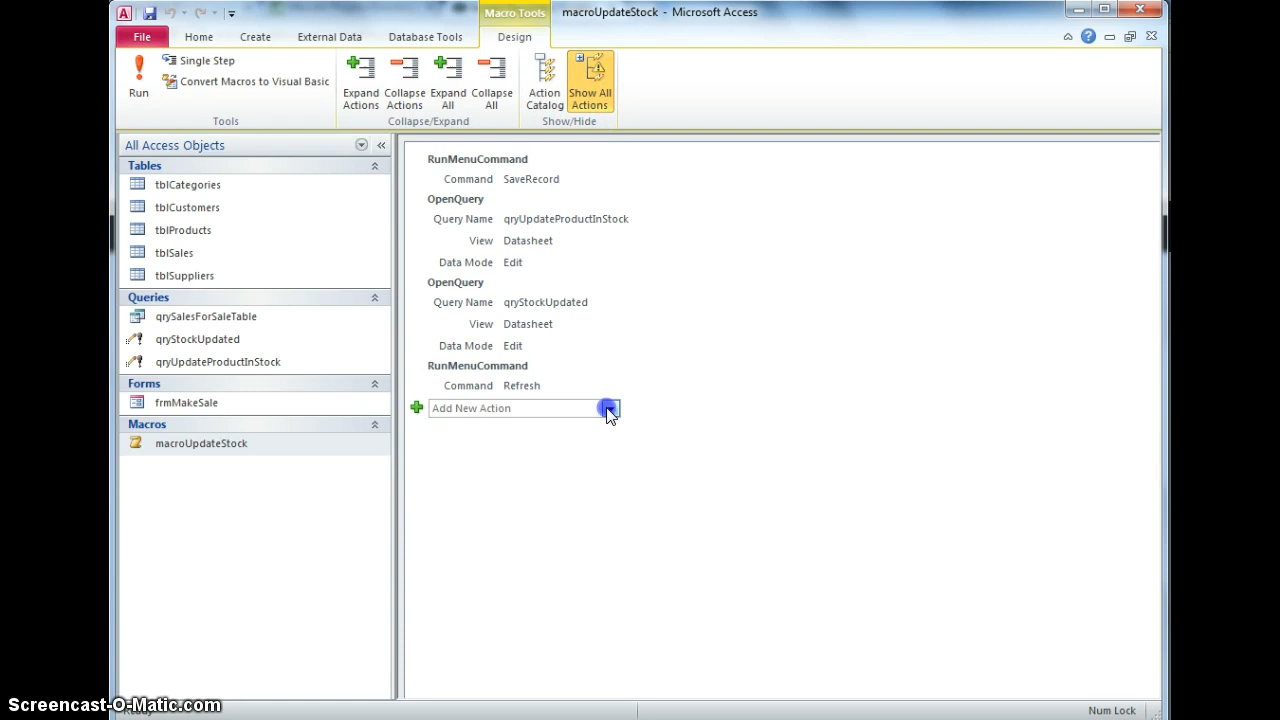 Macro Tools
macroUpdateStock - Microsoft Access
File Home Create External Data Database Tools Design
Run
Single Step
Convert Macros to Visual Basic
Tools
Expand Actions
Collapse Actions
Expand All
Collapse All
Collapse/Expand
Action Catalog
Show All Actions
Show/Hide
All Access Objects
Tables
tblCategories
tblCustomers
tblProducts
tblSales
tblSuppliers
Queries
qrySalesForSaleTable
qryStockUpdated
qryUpdateProductInStock
Forms
frmMakeSale
Macros
macroUpdateStock
RunMenuCommand
Command SaveRecord
OpenQuery
Query Name qryUpdateProductInStock
View Datasheet
Data Mode Edit
OpenQuery
Query Name qryStockUpdated
View Datasheet
Data Mode Edit
RunMenuCommand
Command Refresh
Add New Action
Num Lock
Screencast-O-Matic.com